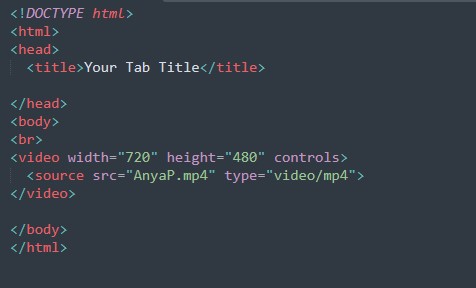 <!DOCTYPE html>
<html>
<head>
<title>Your Tab Title</title>
</head>
<body>
<br>
<video width="720" height="480" controls>
<source src="AnyaP.mp4" type="video/mp4">
</video>
</body>
</html>